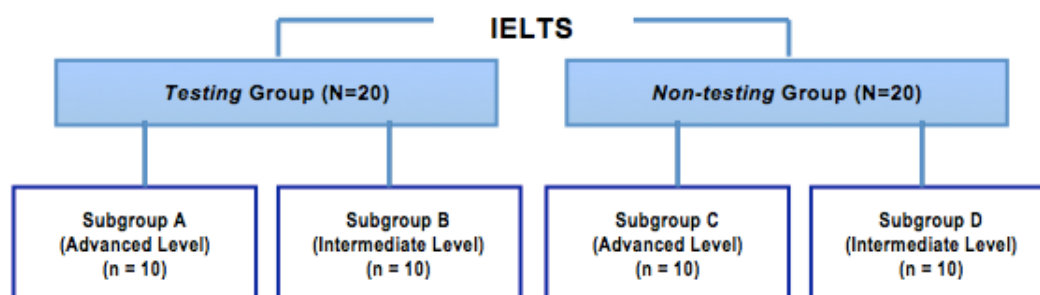 IELTS
Testing Group (N=20)
Non-testing Group (N=20)
Subgroup A
(Advanced Level)
(n = 10)
Subgroup B
(Intermediate Level)
(n = 10)
Subgroup C
(Advanced Level)
(n = 10)
Subgroup D
(Intermediate Level)
(n = 10)